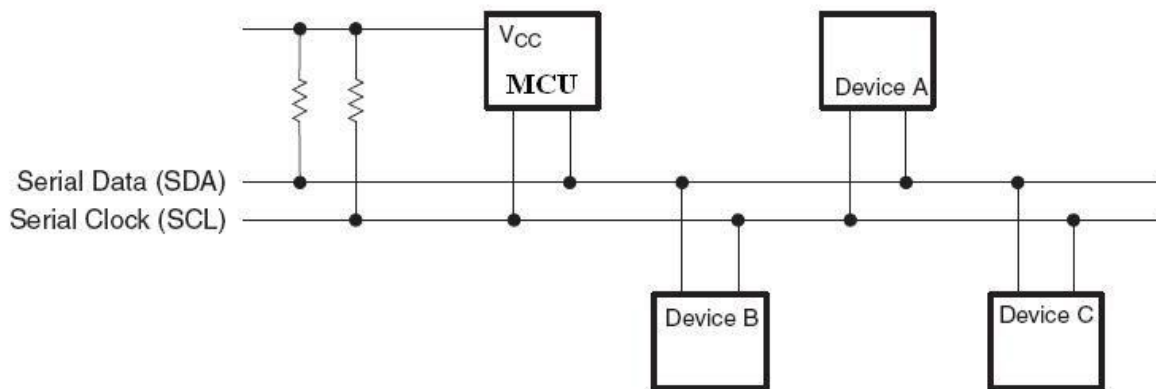 VCC
MCU
Device A
Serial Data (SDA)
Serial Clock (SCL)
Device B
Device C